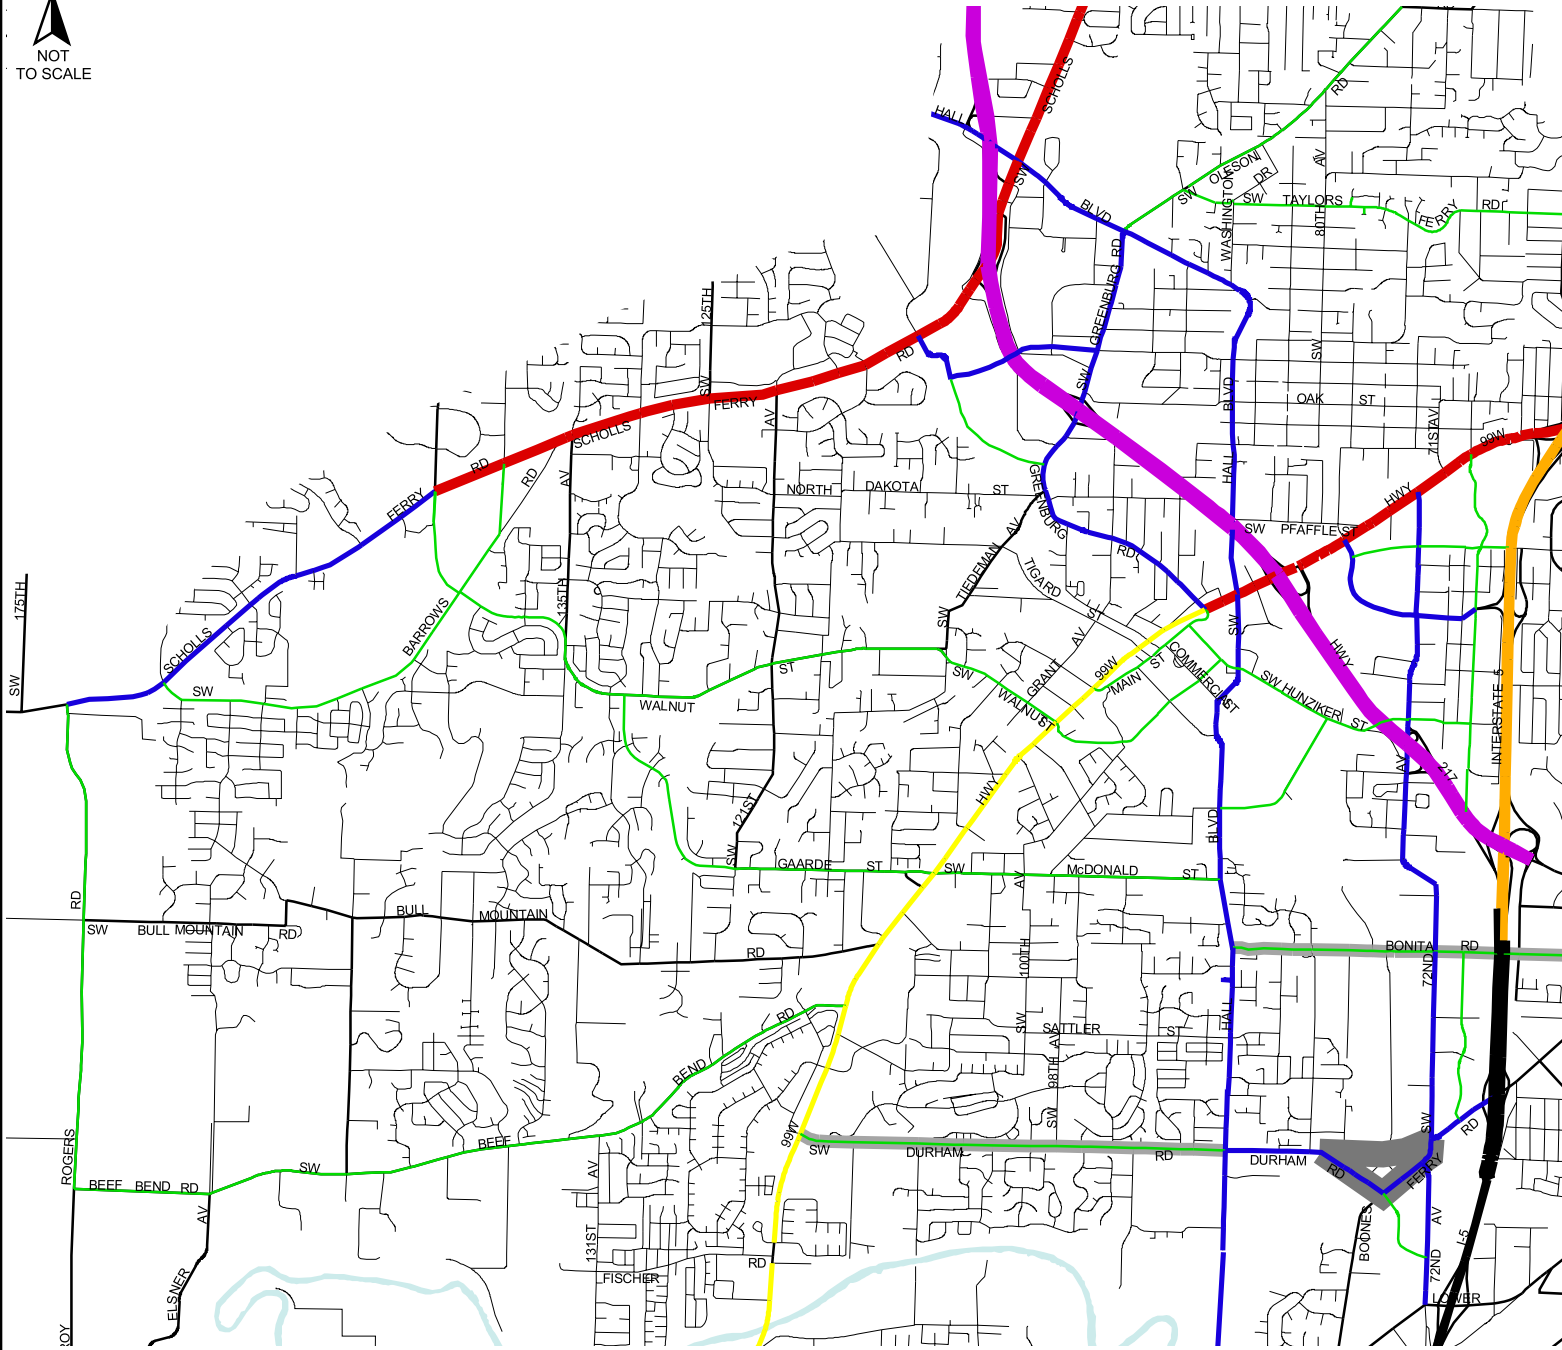 NOT
TO SCALE
SCHOLLS
HALL
SW
BLVD
RD
OLESON
DR
SW
WASHINGTON
AV
80TH
SW
TAYLORS
FERRY
RD
GREENBURG RD
SW
125TH
SW
RD
FERRY
SCHOLLS
RD
FERRY
AV
RD
AV
SW
OAK
ST
BLVD
71ST AV
99W
HWY
HALL
NORTH
DAKOTA
ST
GREENBURG
RD
SW
PFAFFLE ST
TIEDEMAN
AV
SW
TIGARD
ST
175TH
SW
135TH
BARROWS
SCHOLLS
SW
WALNUT
ST
SW
WALNUT
ST
GRANT
AV
99W
MAIN
ST
COMMERCIAL
ST
SW
SW HUNZIKER
ST
HWY
217
INTERSTATE 5
AV
HWY
121ST
SW
GAARDE
ST
SW
AV
McDONALD
ST
BLVD
RD
SW
BULL MOUNTAIN
RD
BULL
MOUNTAIN
RD
100TH
SW
BONITA
RD
72ND
HALL
SATTLER
ST
98TH AV
SW
RD
BEND
BEEF
SW
ROGERS
BEEF
BEND
RD
AV
AV
99W
SW
DURHAM
RD
DURHAM
RD
FERRY
SW
RD
BOONES
AV
72ND
I-5
LOWER
131ST
FISCHER
RD
ELSNER
ROY